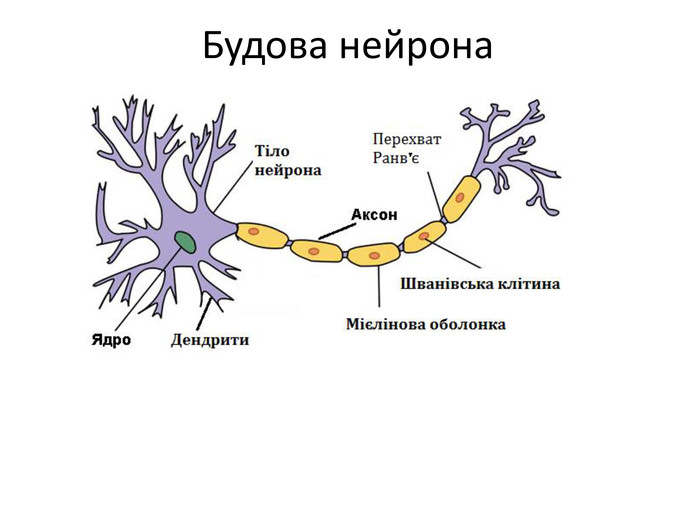 Будова нейрона
Тіло
нейрона
Перехват
Ранв'є
Аксон
Шванівська клітина
Мієлінова оболонка
Ядро
Дендрити